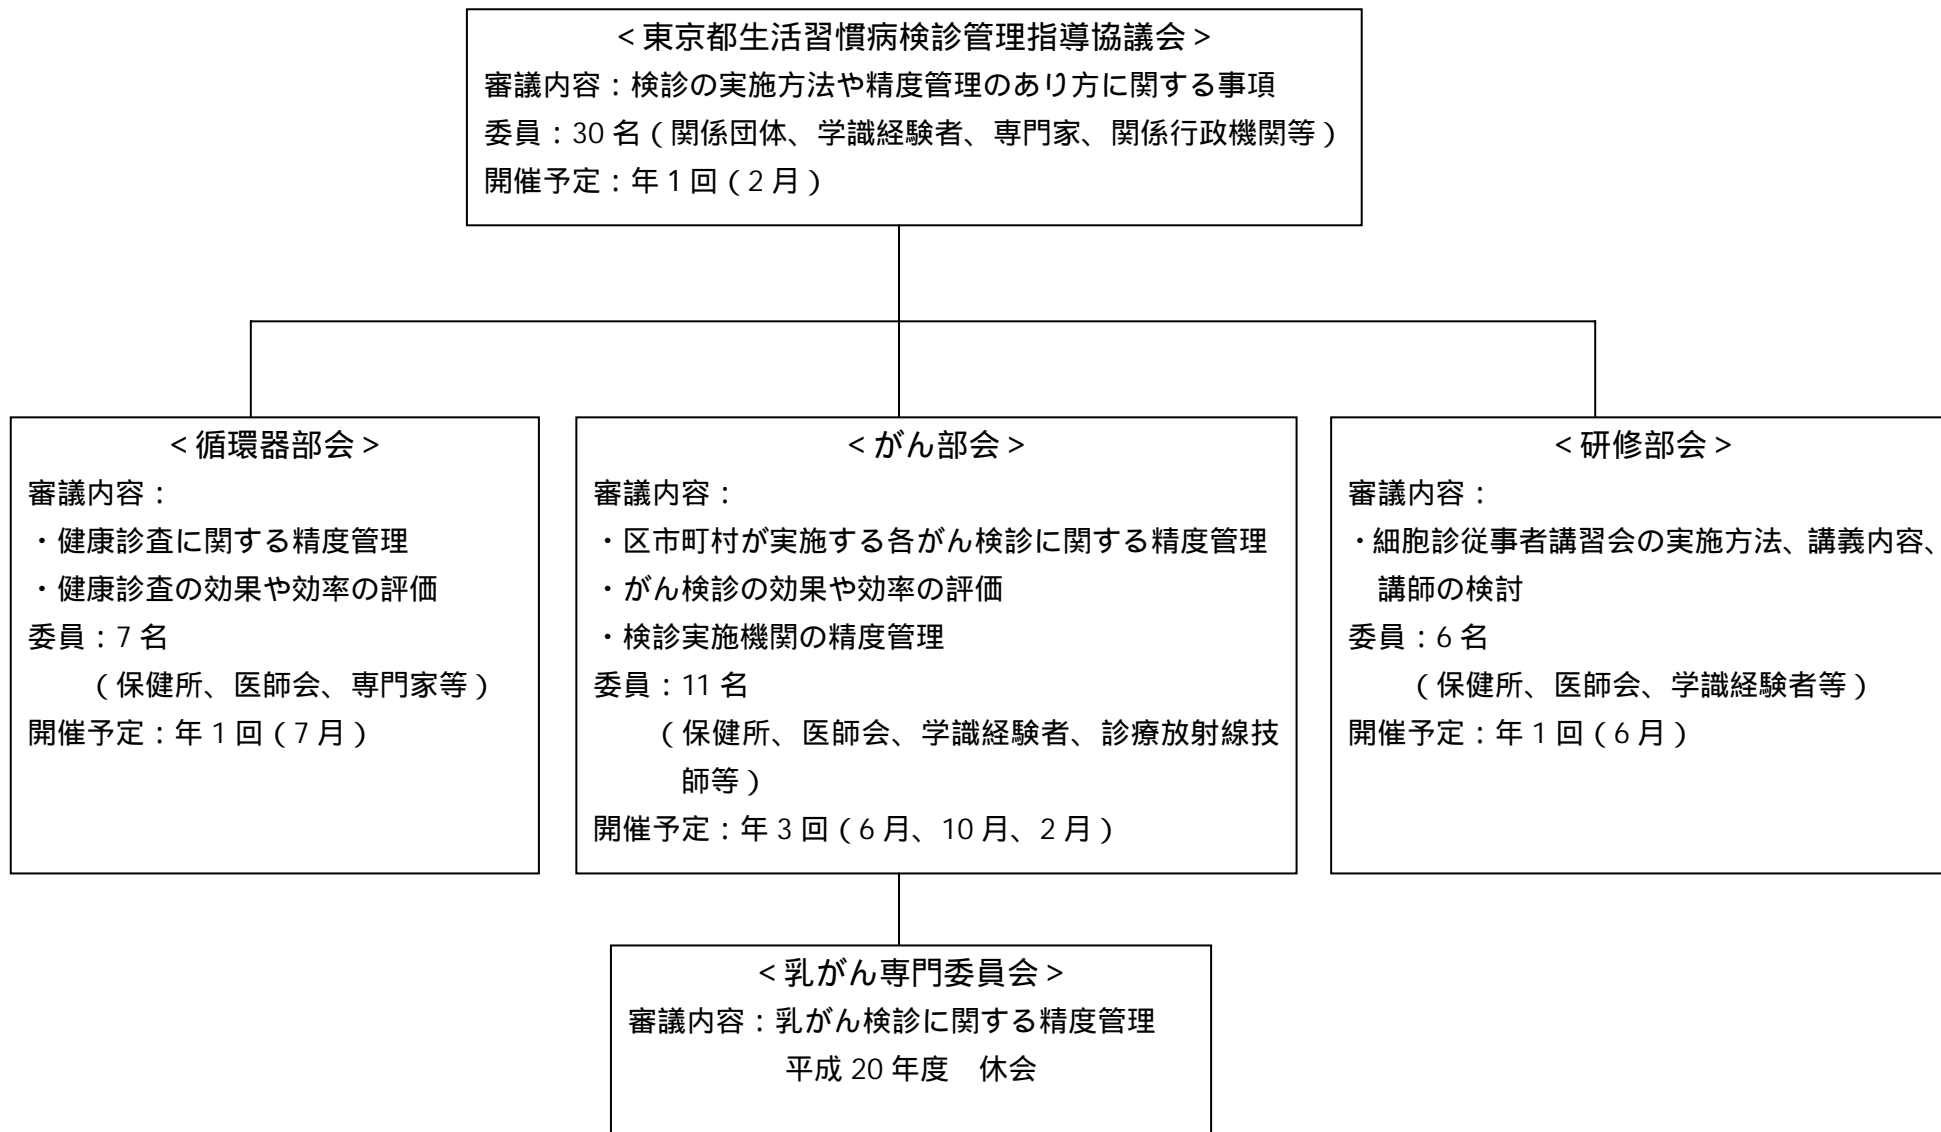 ＜東京都生活習慣病検診管理指導協議会＞
審議内容：検診の実施方法や精度管理のあり方に関する事項
委員：30名（関係団体、学識経験者、専門家、関係行政機関等）
開催予定：年1回（2月）
＜循環器部会＞
審議内容：
・健康診査に関する精度管理
・健康診査の効果や効率の評価
委員：7名
（保健所、医師会、専門家等）
開催予定：年1回（7月）
＜がん部会＞
審議内容：
・区市町村が実施する各がん検診に関する精度管理
・がん検診の効果や効率の評価
・検診実施機関の精度管理
委員：11名
（保健所、医師会、学識経験者、診療放射線技
師等）
開催予定：年3回（6月、10月、2月）
＜研修部会＞
審議内容：
・細胞診従事者講習会の実施方法、講義内容、
講師の検討
委員：6名
（保健所、医師会、学識経験者等）
開催予定：年1回（6月）
＜乳がん専門委員会＞
審議内容：乳がん検診に関する精度管理
平成20年度　休会